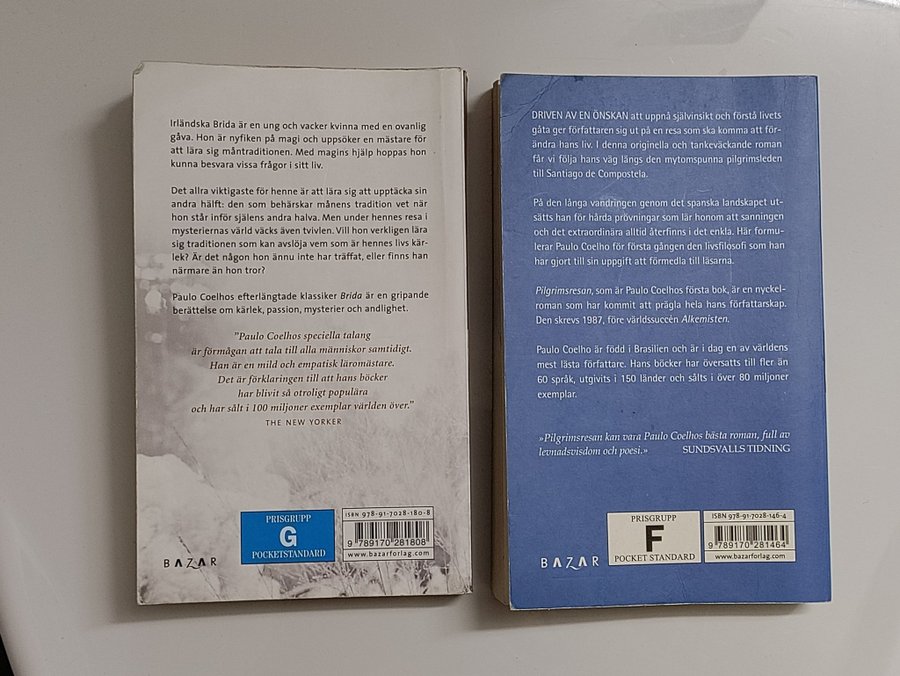 Irländska Brida är en ung och vacker kvinna med en ovanlig
gåva. Hon är nyfiken på magi och uppsöker en mästare för
att lära sig måntraditionen. Med magins hjälp hoppas hon
kunna besvara vissa frågor i sitt liv.
Det allra viktigaste för henne är att lära sig att upptäcka sin
andra hälft: den som behärskar månens tradition vet när
hon står inför själens andra halva. Men under hennes resa i
mysteriernas värld väcks även tvivlen. Vill hon verkligen lära
sig traditionen som kan avslöja vem som är hennes livs kär-
lek? Är det någon hon ännu inte har träffat, eller finns han
närmare än hon tror?
Paulo Coelhos efterlängtade klassiker Brida är en gripande
berättelse om kärlek, passion, mysterier och andlighet.
"Paulo Coelhos speciella talang
är förmågan att tala till alla människor samtidigt.
Han är en mild och empatisk läromästare.
Det är förklaringen till att hans böcker
har blivit så otroligt populära
och har sålt i 100 miljoner exemplar världen över."
THE NEW YORKER
BAZAR
PRISGRUPP
G
POCKETSTANDARD
ISBN 978-91-7028-180-8
9 789170 281808
www.bazarforlag.com
DRIVEN AV EN ÖNSKAN att uppnå självinsikt och förstå livets
gåta ger författaren sig ut på en resa som ska komma att för-
ändra hans liv. I denna originella och tankeväckande roman
får vi följa hans väg längs den mytomspunna pilgrimsleden
till Santiago de Compostela.
På den långa vandringen genom det spanska landskapet ut-
sätts han för hårda prövningar som lär honom att sanningen
och det extraordinära alltid återfinns i det enkla. Här formu-
lerar Paulo Coelho för första gången den livsfilosofi som han
har gjort till sin uppgift att förmedla till läsarna.
Pilgrimsresan, som är Paulo Coelhos första bok, är en nyckel-
roman som har kommit att prägla hela hans författarskap.
Den skrevs 1987, före världssuccén Alkemisten.
Paulo Coelho är född i Brasilien och är i dag en av världens
mest lästa författare. Hans böcker har översatts till fler än
60 språk, utgivits i 150 länder och sålts i över 80 miljoner
exemplar.
»Pilgrimsresan kan vara Paulo Coelhos bästa roman, full av
levnadsvisdom och poesi.» SUNDSVALLS TIDNING
BAZAR
PRISGRUPP
F
POCKET STANDARD
ISBN 978-91-7028-146-4
9 789170 281464
www.bazarforlag.com